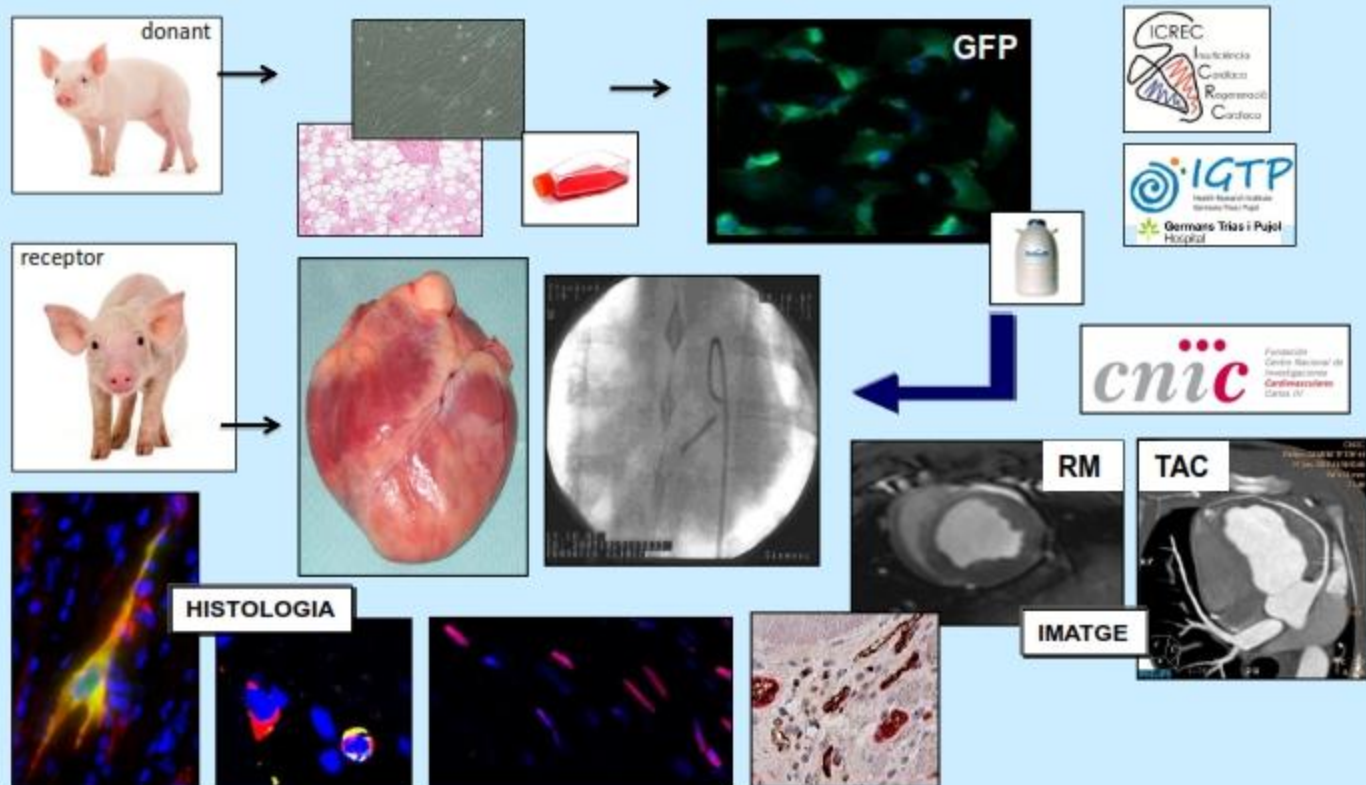 donant
GFP
ICREC
Insuficiència
Cardíaca
Regeneració
Cardíaca
IGTP
Health Research Institute
Germans Trias i Pujol
Germans Trias i Pujol
Hospital
receptor
cnic
Fundación
Centro Nacional de
Investigaciones
Cardiovasculares
Carlos III
RM
TAC
HISTOLOGIA
IMATGE
Siemens